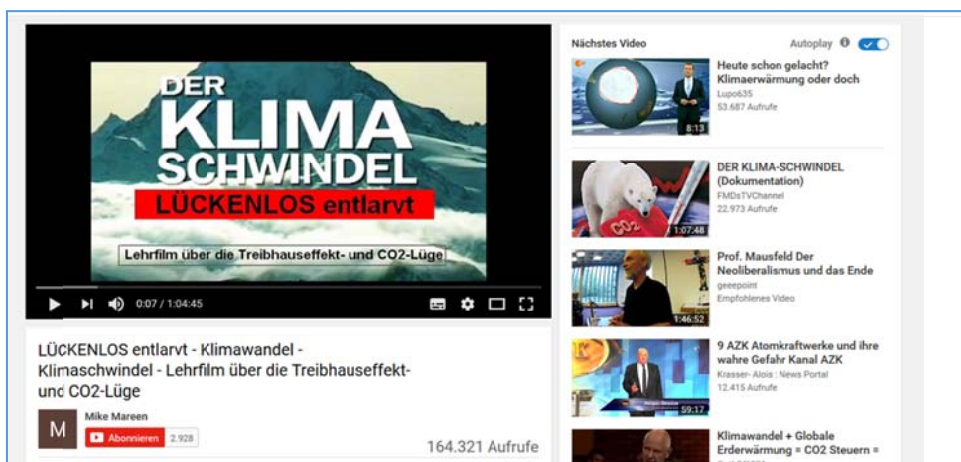 DER
KLIMA
SCHWINDEL
LÜCKENLOS entlarvt
Lehrfilm über die Treibhauseffekt- und CO2-Lüge
0:07 / 1:04:45
LÜCKENLOS entlarvt - Klimawandel -
Klimaschwindel - Lehrfilm über die Treibhauseffekt-
und CO2-Lüge
M
Mike Mareen
Abonnieren 2.928
164.321 Aufrufe
Nächstes Video
Autoplay
8:13
Heute schon gelacht?
Klimaerwärmung oder doch
Lupo635
53.687 Aufrufe
CO2
1:07:48
DER KLIMA-SCHWINDEL
(Dokumentation)
FMDsTVChannel
22.973 Aufrufe
1:46:52
Prof. Mausfeld Der
Neoliberalismus und das Ende
geeepoint
Empfohlenes Video
59:17
9 AZK Atomkraftwerke und ihre
wahre Gefahr Kanal AZK
Krasser- Alois : News Portal
12.415 Aufrufe
Klimawandel + Globale
Erderwärmung = CO2 Steuern =